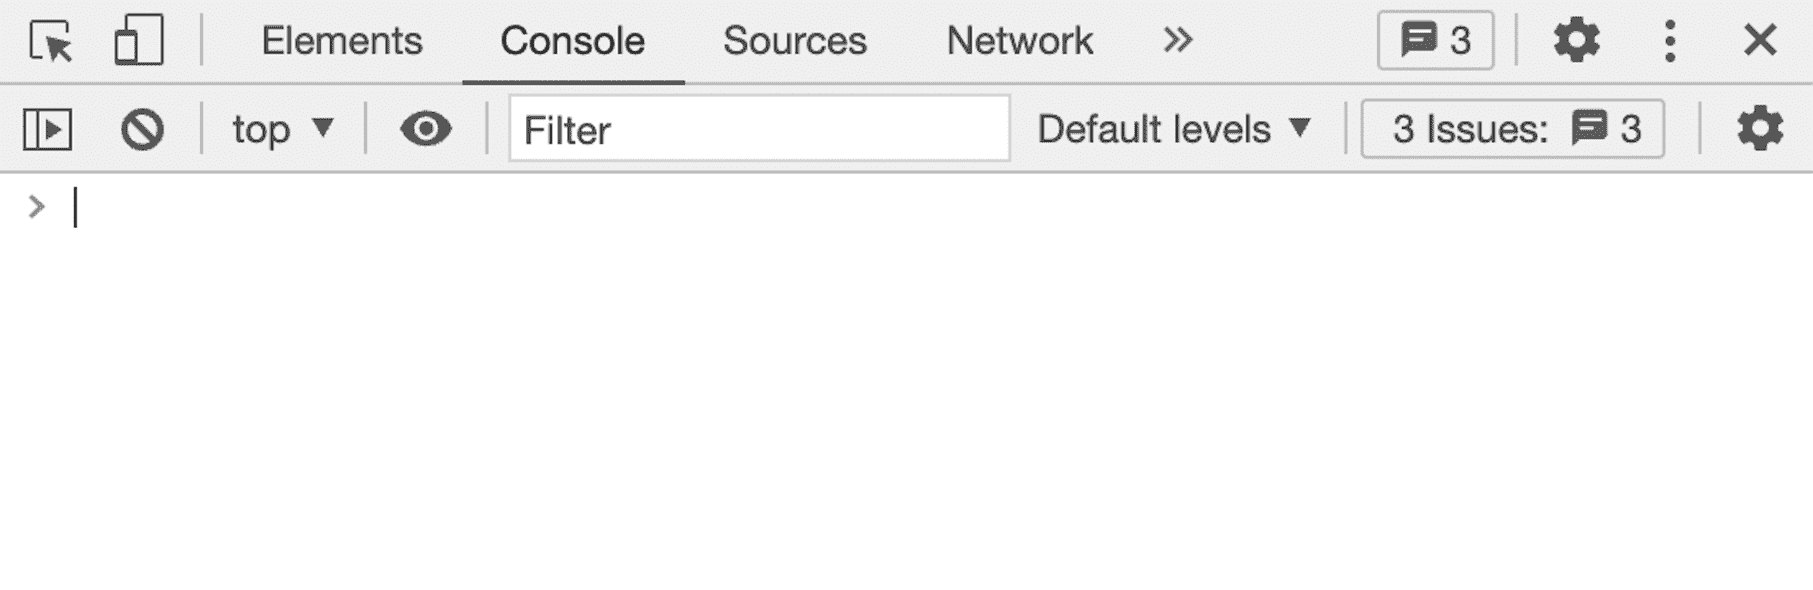 Elements Console Sources Network » 3
top ▼ Filter Default levels ▼ 3 Issues: 3
>